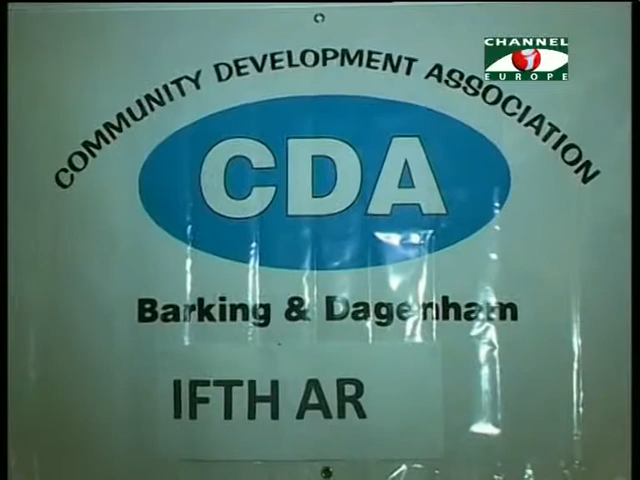 CHANNEL
i
EUROPE
COMMUNITY DEVELOPMENT ASSOCIATION
CDA
Barking & Dagenham
IFTH AR